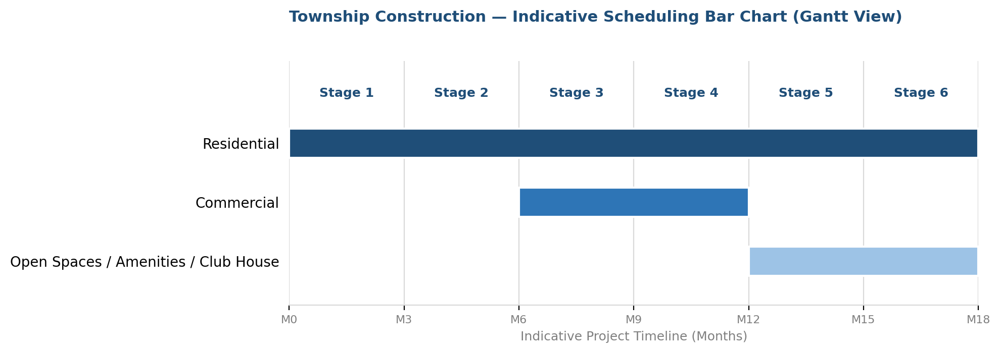 Township Construction — Indicative Scheduling Bar Chart (Gantt View)
Stage 1 Stage 2 Stage 3 Stage 4 Stage 5 Stage 6
Residential
Commercial
Open Spaces / Amenities / Club House
M0 M3 M6 M9 M12 M15 M18
Indicative Project Timeline (Months)